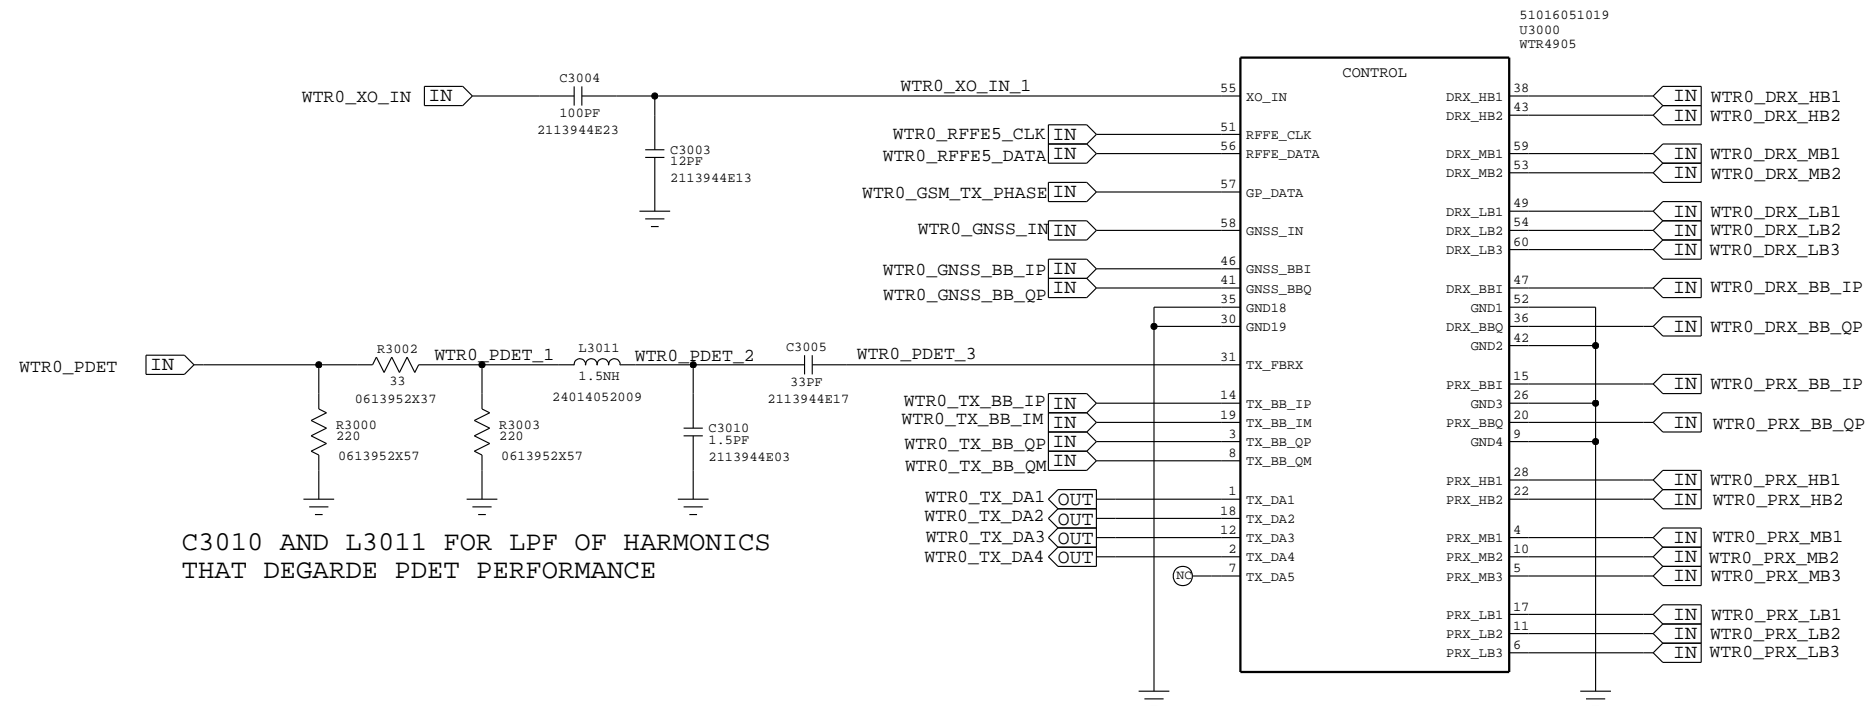 51016051019
U3000
WTR4905
CONTROL
WTR0_XO_IN IN C3004 100PF 2113944E23 WTR0_XO_IN_1 55 XO_IN
C3003
12PF
2113944E13
WTR0_RFFE5_CLK IN 51 RFFE_CLK
WTR0_RFFE5_DATA IN 56 RFFE_DATA
WTR0_GSM_TX_PHASE IN 57 GP_DATA
WTR0_GNSS_IN IN 58 GNSS_IN
WTR0_GNSS_BB_IP IN 46 GNSS_BBI
WTR0_GNSS_BB_QP IN 41 GNSS_BBQ
35 GND18
30 GND19
WTR0_PDET IN R3002 33 0613952X37 WTR0_PDET_1 L3011 1.5NH 24014052009 WTR0_PDET_2 C3005 33PF 2113944E17 WTR0_PDET_3 31 TX_FBRX
R3000
220
0613952X57
R3003
220
0613952X57
C3010
1.5PF
2113944E03
WTR0_TX_BB_IP IN 14 TX_BB_IP
WTR0_TX_BB_IM IN 19 TX_BB_IM
WTR0_TX_BB_QP IN 3 TX_BB_QP
WTR0_TX_BB_QM IN 8 TX_BB_QM
WTR0_TX_DA1 OUT 1 TX_DA1
WTR0_TX_DA2 OUT 18 TX_DA2
WTR0_TX_DA3 OUT 12 TX_DA3
WTR0_TX_DA4 OUT 2 TX_DA4
NC 7 TX_DA5
C3010 AND L3011 FOR LPF OF HARMONICS
THAT DEGARDE PDET PERFORMANCE
DRX_HB1 38 IN WTR0_DRX_HB1
DRX_HB2 43 IN WTR0_DRX_HB2
DRX_MB1 59 IN WTR0_DRX_MB1
DRX_MB2 53 IN WTR0_DRX_MB2
DRX_LB1 49 IN WTR0_DRX_LB1
DRX_LB2 54 IN WTR0_DRX_LB2
DRX_LB3 60 IN WTR0_DRX_LB3
DRX_BBI 47 IN WTR0_DRX_BB_IP
GND1 52
DRX_BBQ 36 IN WTR0_DRX_BB_QP
GND2 42
PRX_BBI 15 IN WTR0_PRX_BB_IP
GND3 26
PRX_BBQ 20 IN WTR0_PRX_BB_QP
GND4 9
PRX_HB1 28 IN WTR0_PRX_HB1
PRX_HB2 22 IN WTR0_PRX_HB2
PRX_MB1 4 IN WTR0_PRX_MB1
PRX_MB2 10 IN WTR0_PRX_MB2
PRX_MB3 5 IN WTR0_PRX_MB3
PRX_LB1 17 IN WTR0_PRX_LB1
PRX_LB2 11 IN WTR0_PRX_LB2
PRX_LB3 6 IN WTR0_PRX_LB3